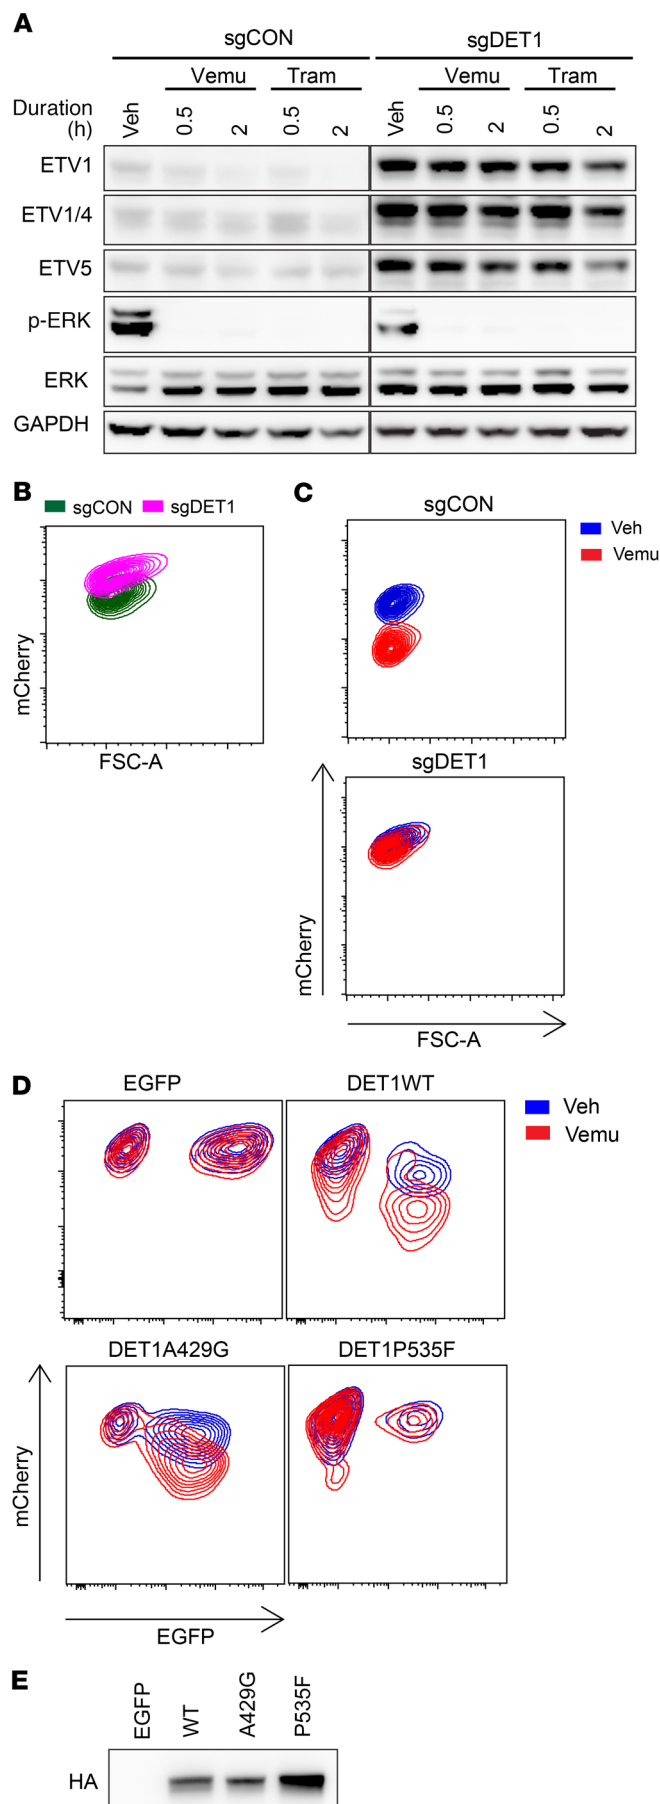 A
sgCON sgDET1
Vemu Tram Vemu Tram
Duration (h) Veh 0.5 2 0.5 2 Veh 0.5 2 0.5 2
ETV1
ETV1/4
ETV5
p-ERK
ERK
GAPDH
B
sgCON sgDET1
mCherry
FSC-A
C
sgCON
Veh
Vemu
sgDET1
mCherry
FSC-A
D
EGFP DET1WT
Veh
Vemu
DET1A429G DET1P535F
mCherry
EGFP
E
EGFP WT A429G P535F
HA